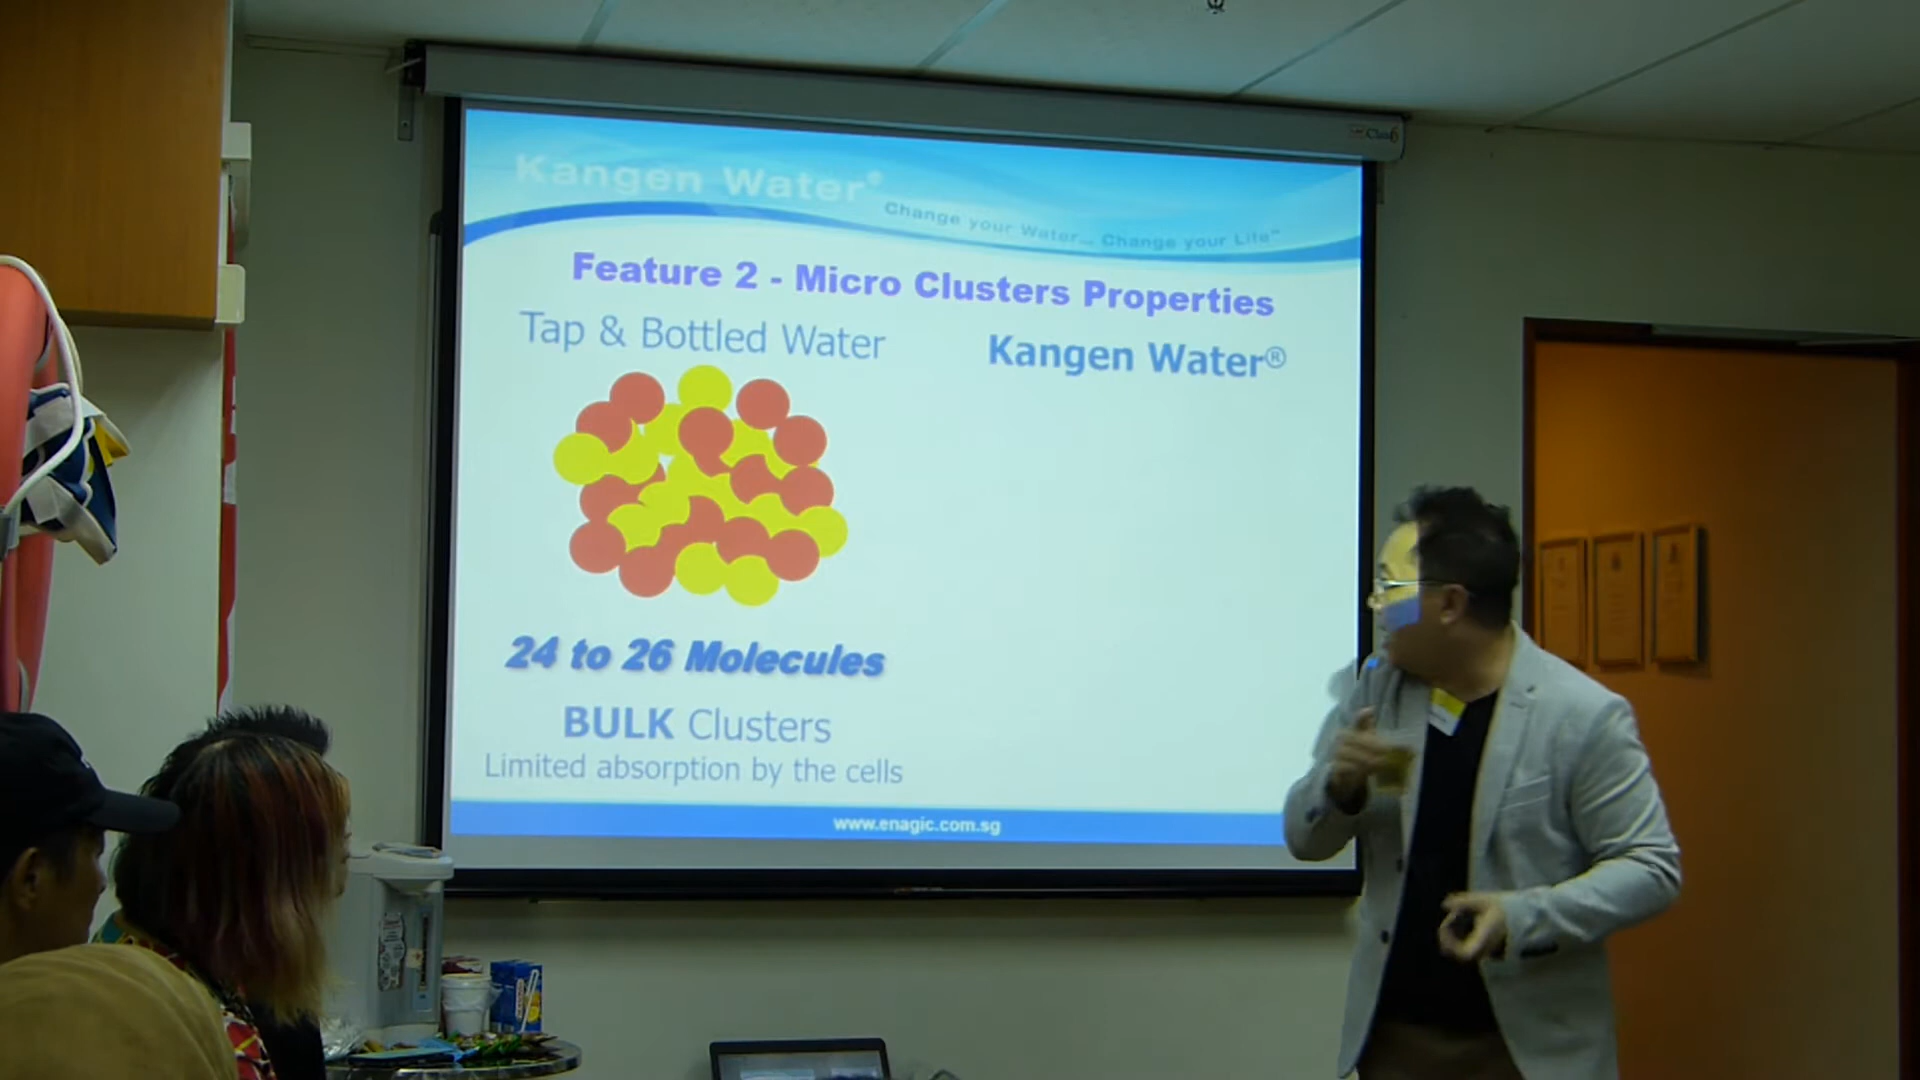 Kangen Water®
Change your Water... Change your Life™
Feature 2 - Micro Clusters Properties
Tap & Bottled Water
Kangen Water®
24 to 26 Molecules
BULK Clusters
Limited absorption by the cells
www.enagic.com.sg